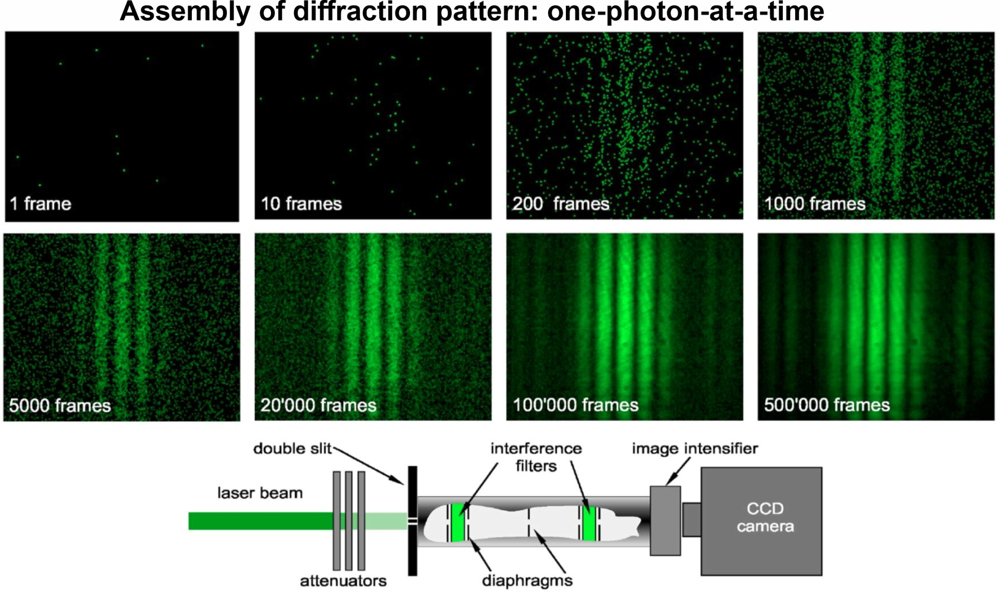 Assembly of diffraction pattern: one-photon-at-a-time
1 frame
10 frames
200 frames
1000 frames
5000 frames
20'000 frames
100'000 frames
500'000 frames
double slit
interference
filters
image intensifier
laser beam
CCD
camera
attenuators
diaphragms